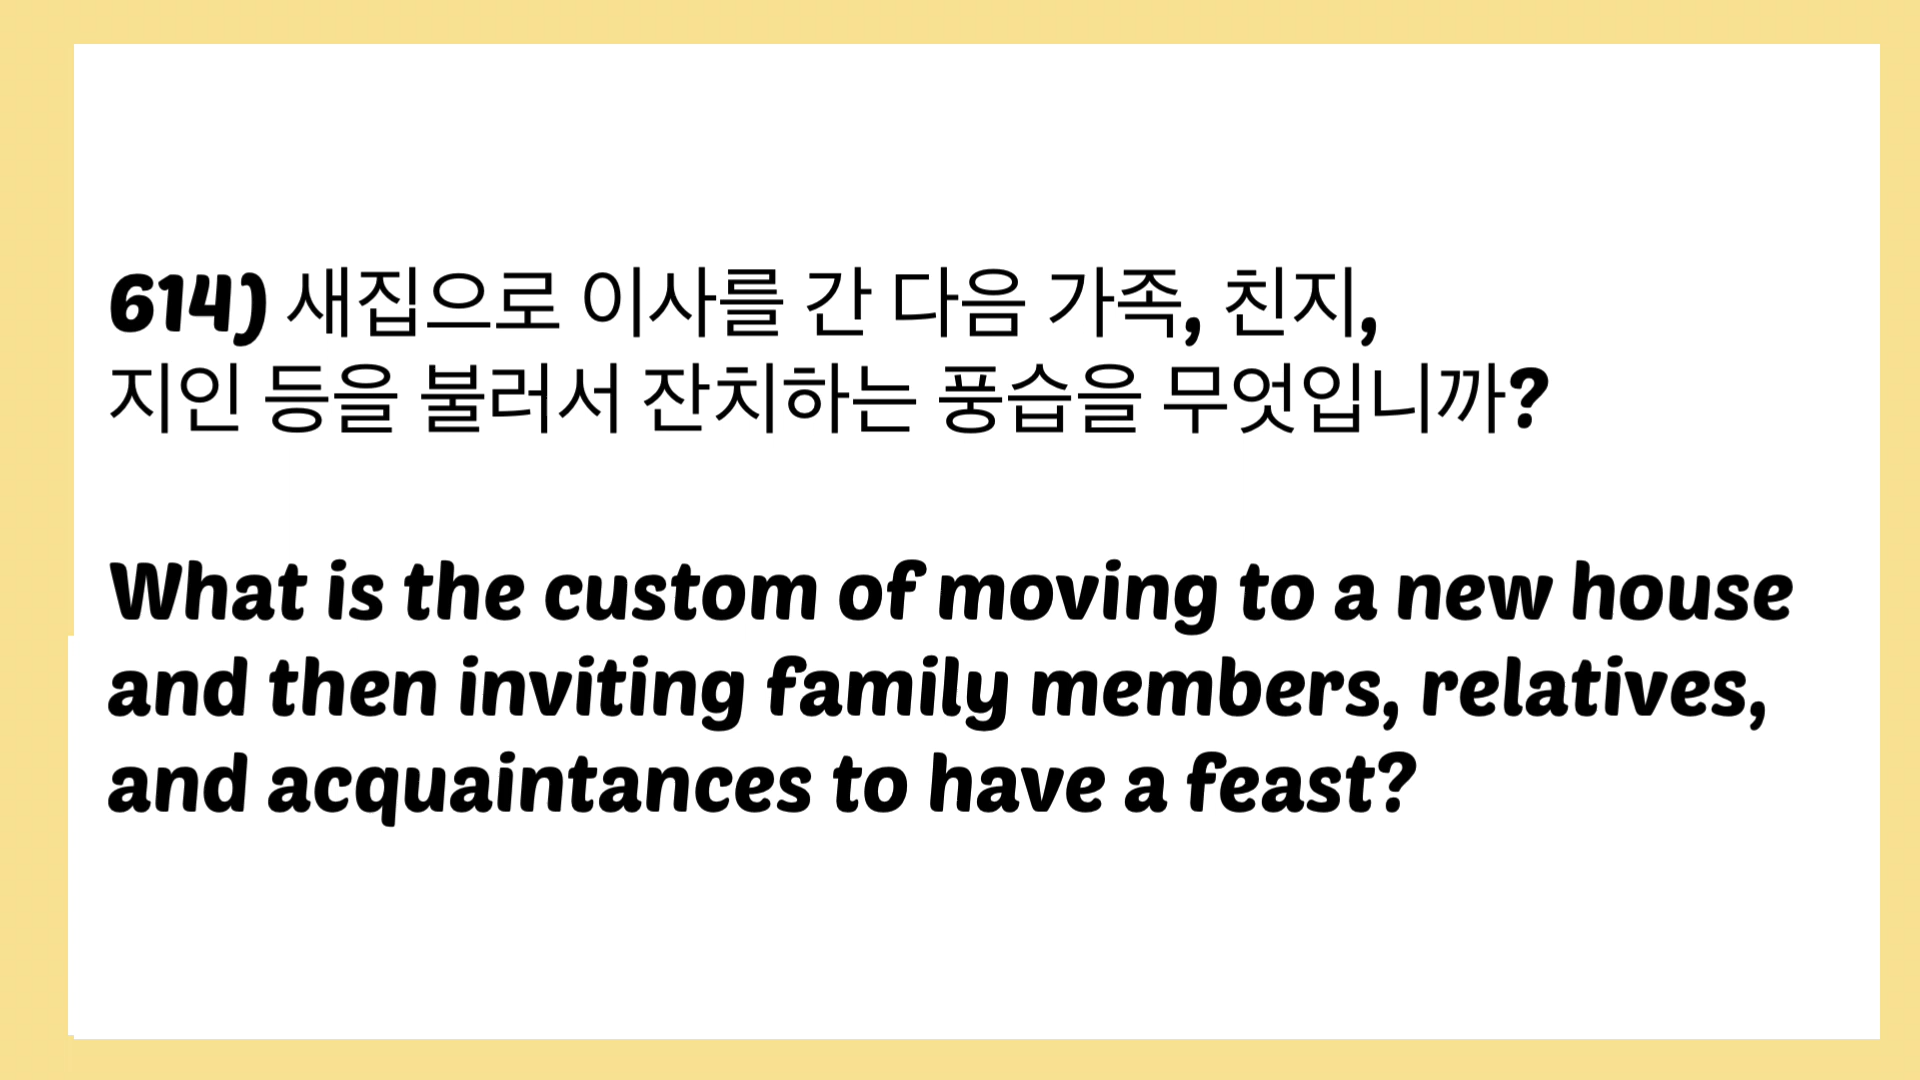 614) 새집으로 이사를 간 다음 가족, 친지,
지인 등을 불러서 잔치하는 풍습을 무엇입니까?
What is the custom of moving to a new house
and then inviting family members, relatives,
and acquaintances to have a feast?